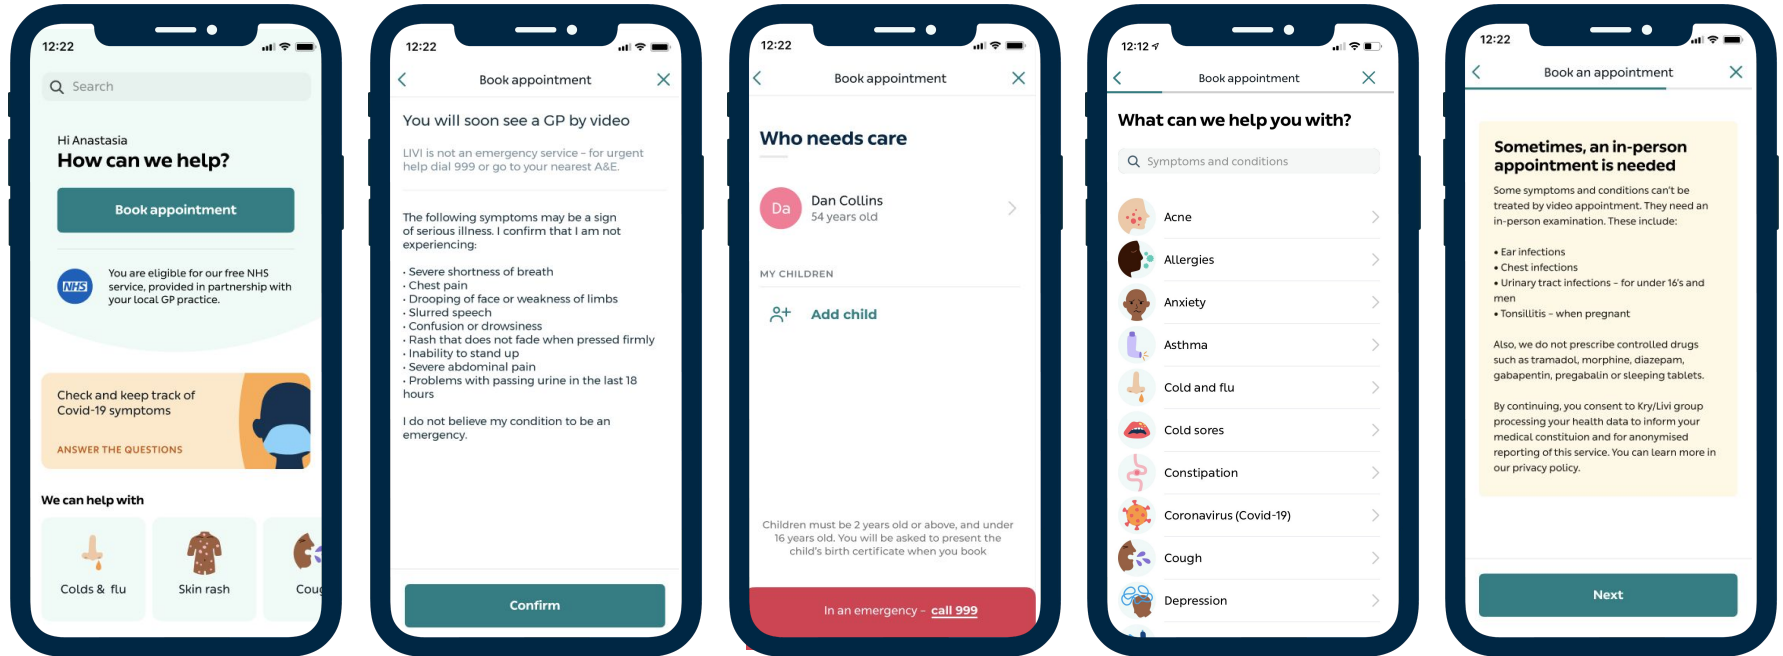 12:22
Search
Hi Anastasia
How can we help?
Book appointment
NHS
You are eligible for our free NHS
service, provided in partnership with
your local GP practice.
Check and keep track of
Covid-19 symptoms
ANSWER THE QUESTIONS
We can help with
Colds & flu
Skin rash
Coug
12:22
Book appointment
You will soon see a GP by video
LIVI is not an emergency service – for urgent
help dial 999 or go to your nearest A&E.
The following symptoms may be a sign
of serious illness. I confirm that I am not
experiencing:
· Severe shortness of breath
· Chest pain
· Drooping of face or weakness of limbs
· Slurred speech
· Confusion or drowsiness
· Rash that does not fade when pressed firmly
· Inability to stand up
· Severe abdominal pain
· Problems with passing urine in the last 18
hours
I do not believe my condition to be an
emergency.
Confirm
12:22
Book appointment
Who needs care
Da
Dan Collins
54 years old
MY CHILDREN
Add child
Children must be 2 years old or above, and under
16 years old. You will be asked to present the
child's birth certificate when you book
In an emergency – call 999
12:12
Book appointment
What can we help you with?
Symptoms and conditions
Acne
Allergies
Anxiety
Asthma
Cold and flu
Cold sores
Constipation
Coronavirus (Covid-19)
Cough
Depression
12:22
Book an appointment
Sometimes, an in-person
appointment is needed
Some symptoms and conditions can't be
treated by video appointment. They need an
in-person examination. These include:
• Ear infections
• Chest infections
• Urinary tract infections – for under 16's and
men
• Tonsillitis – when pregnant
Also, we do not prescribe controlled drugs
such as tramadol, morphine, diazepam,
gabapentin, pregabalin or sleeping tablets.
By continuing, you consent to Kry/Livi group
processing your health data to inform your
medical constituion and for anonymised
reporting of this service. You can learn more in
our privacy policy.
Next